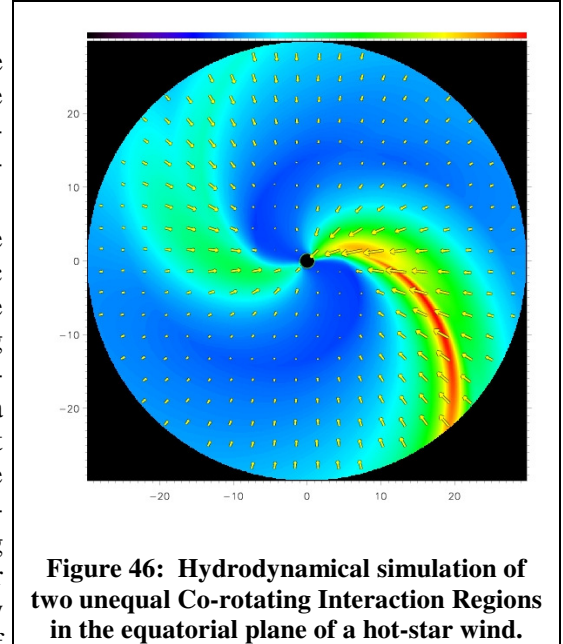 20
10
0
−10
−20
−20 −10 0 10 20
Figure 46: Hydrodynamical simulation of
two unequal Co-rotating Interaction Regions
in the equatorial plane of a hot-star wind.